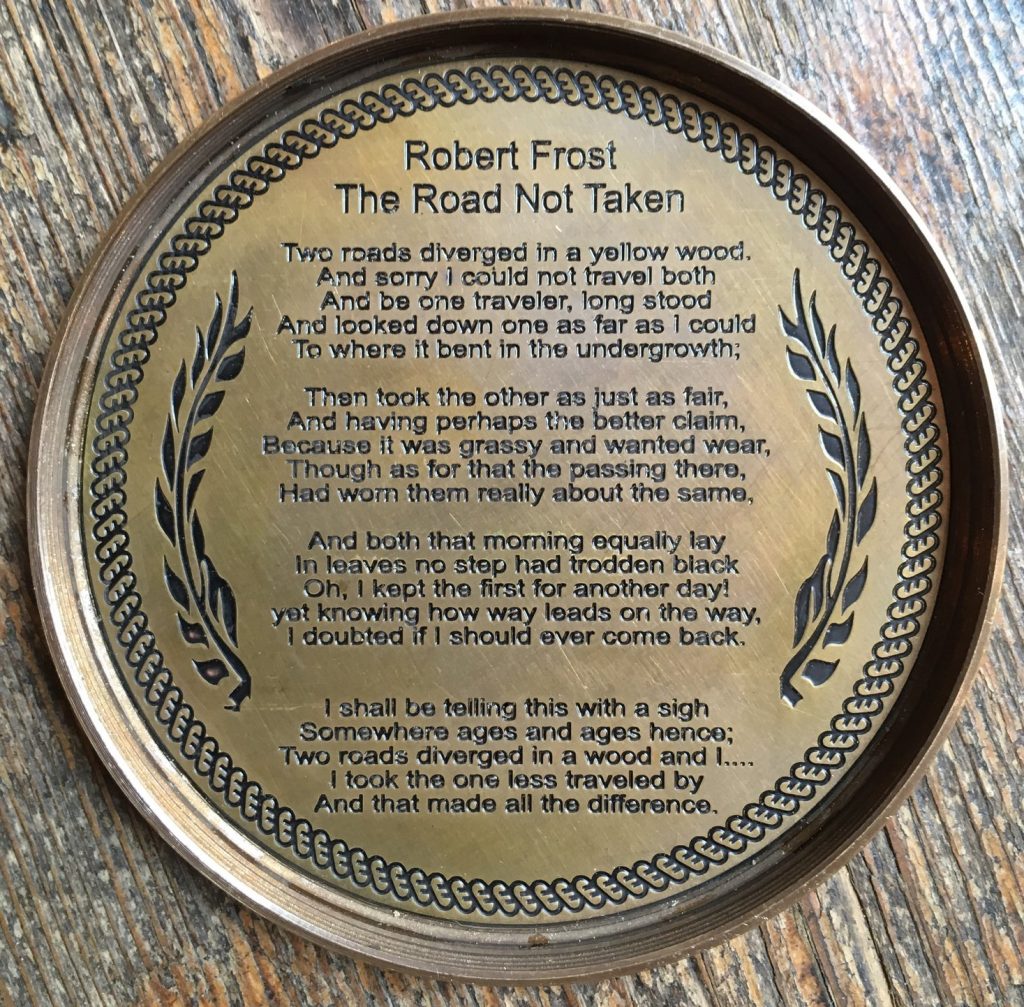 Robert Frost
The Road Not Taken
Two roads diverged in a yellow wood.
And sorry I could not travel both
And be one traveler, long stood
And looked down one as far as I could
To where it bent in the undergrowth;
Then took the other as just as fair,
And having perhaps the better claim,
Because it was grassy and wanted wear,
Though as for that the passing there,
Had worn them really about the same,
And both that morning equally lay
In leaves no step had trodden black
Oh, I kept the first for another day!
yet knowing how way leads on the way,
I doubted if I should ever come back.
I shall be telling this with a sigh
Somewhere ages and ages hence;
Two roads diverged in a wood and I....
I took the one less traveled by
And that made all the difference.